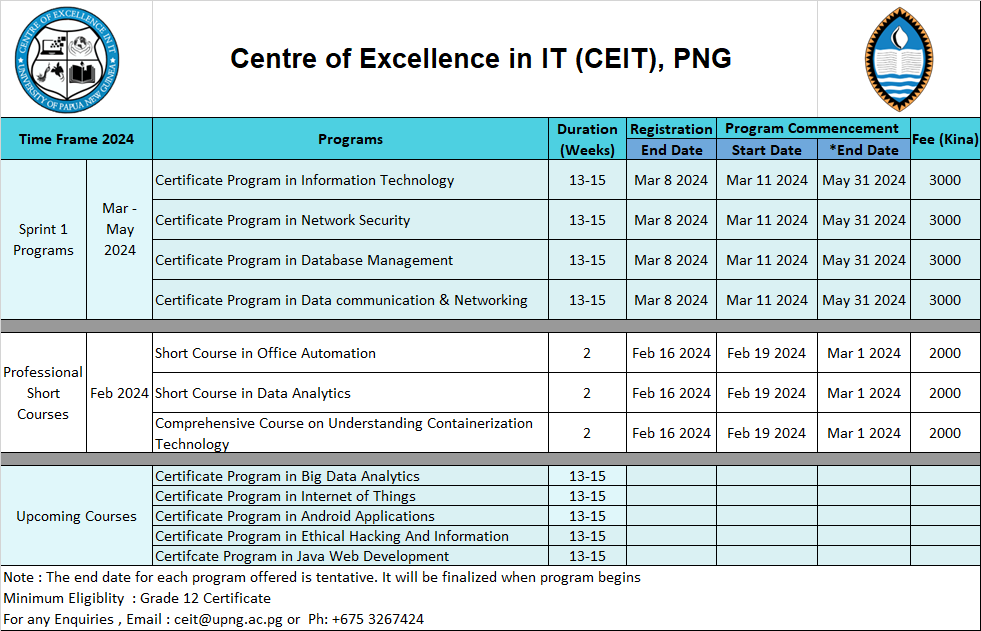 CENTRE OF EXCELLENCE IN IT
UNIVERSITY OF PAPUA NEW GUINEA
Centre of Excellence in IT (CEIT), PNG
Time Frame 2024 Programs Duration (Weeks) Registration End Date Program Commencement Start Date *End Date Fee (Kina)
Sprint 1 Programs Mar - May 2024
Certificate Program in Information Technology 13-15 Mar 8 2024 Mar 11 2024 May 31 2024 3000
Certificate Program in Network Security 13-15 Mar 8 2024 Mar 11 2024 May 31 2024 3000
Certificate Program in Database Management 13-15 Mar 8 2024 Mar 11 2024 May 31 2024 3000
Certificate Program in Data communication & Networking 13-15 Mar 8 2024 Mar 11 2024 May 31 2024 3000
Professional Short Courses Feb 2024
Short Course in Office Automation 2 Feb 16 2024 Feb 19 2024 Mar 1 2024 2000
Short Course in Data Analytics 2 Feb 16 2024 Feb 19 2024 Mar 1 2024 2000
Comprehensive Course on Understanding Containerization
Technology 2 Feb 16 2024 Feb 19 2024 Mar 1 2024 2000
Upcoming Courses
Certificate Program in Big Data Analytics 13-15
Certificate Program in Internet of Things 13-15
Certificate Program in Android Applications 13-15
Certificate Program in Ethical Hacking And Information 13-15
Certifcate Program in Java Web Development 13-15
Note : The end date for each program offered is tentative. It will be finalized when program begins
Minimum Eligiblity : Grade 12 Certificate
For any Enquiries , Email : ceit@upng.ac.pg or Ph: +675 3267424